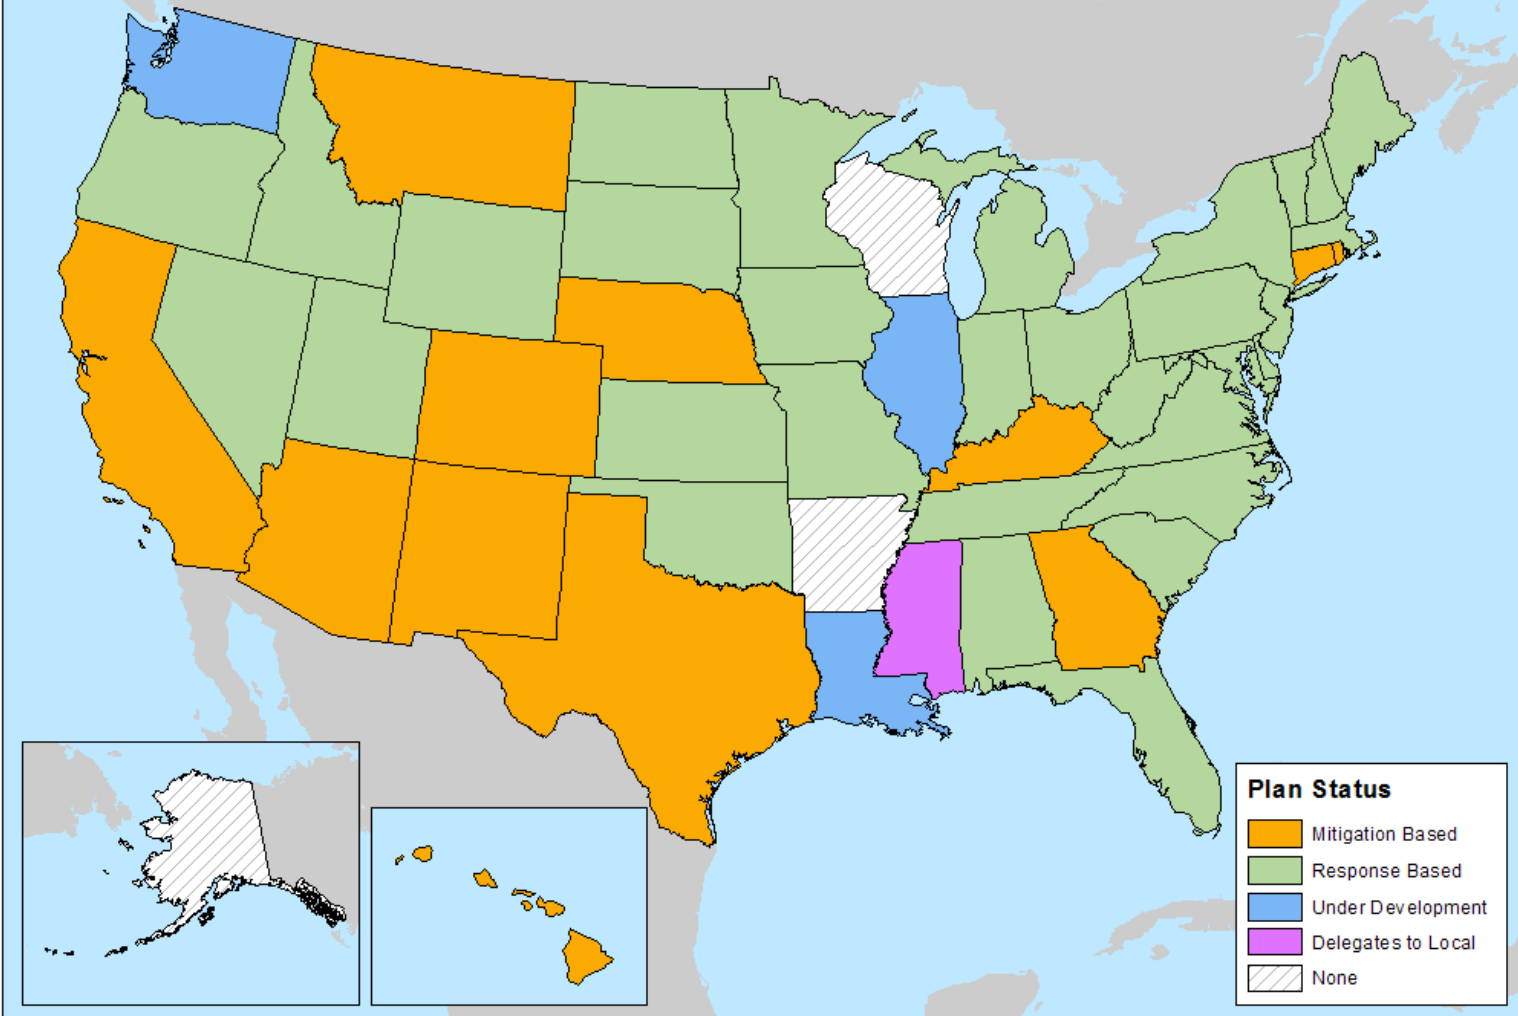 Plan Status
Mitigation Based
Response Based
Under Development
Delegates to Local
None